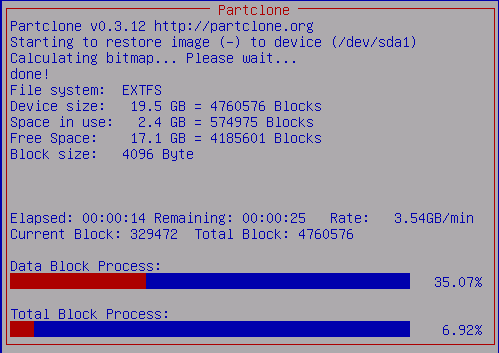 Partclone
Partclone v0.3.12 http://partclone.org
Starting to restore image (-) to device (/dev/sda1)
Calculating bitmap... Please wait...
done!
File system:  EXTFS
Device size:   19.5 GB = 4760576 Blocks
Space in use:   2.4 GB = 574975 Blocks
Free Space:    17.1 GB = 4185601 Blocks
Block size:   4096 Byte
Elapsed: 00:00:14 Remaining: 00:00:25   Rate:   3.54GB/min
Current Block: 329472  Total Block: 4760576
Data Block Process:
35.07%
Total Block Process:
6.92%